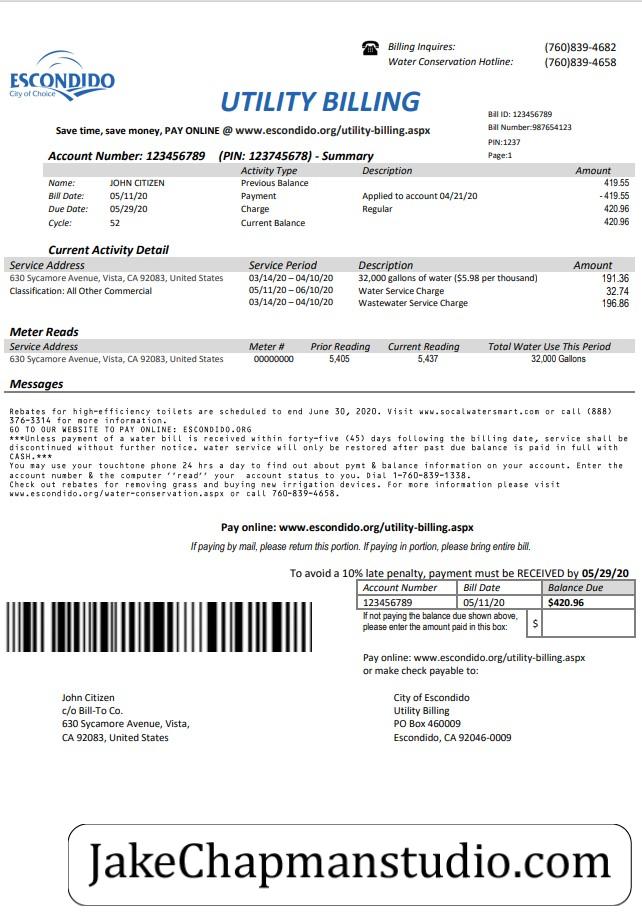 Billing Inquires: (760)839-4682
Water Conservation Hotline: (760)839-4658
ESCONDIDO
City of Choice
UTILITY BILLING
Bill ID: 123456789
Save time, save money, PAY ONLINE @ www.escondido.org/utility-billing.aspx
Bill Number:987654123
PIN:1237
Page:1
Account Number: 123456789 (PIN: 123745678) - Summary
Activity Type Description Amount
Name: JOHN CITIZEN Previous Balance 419.55
Bill Date: 05/11/20 Payment Applied to account 04/21/20 - 419.55
Due Date: 05/29/20 Charge Regular 420.96
Cycle: 52 Current Balance 420.96
Current Activity Detail
Service Address Service Period Description Amount
630 Sycamore Avenue, Vista, CA 92083, United States 03/14/20 – 04/10/20 32,000 gallons of water ($5.98 per thousand) 191.36
Classification: All Other Commercial 05/11/20 – 06/10/20 Water Service Charge 32.74
03/14/20 – 04/10/20 Wastewater Service Charge 196.86
Meter Reads
Service Address Meter # Prior Reading Current Reading Total Water Use This Period
630 Sycamore Avenue, Vista, CA 92083, United States 00000000 5,405 5,437 32,000 Gallons
Messages
Rebates for high-efficiency toilets are scheduled to end June 30, 2020. Visit www.socalwatersmart.com or call (888)
376-3314 for more information.
GO TO OUR WEBSITE TO PAY ONLINE: ESCONDIDO.ORG
***Unless payment of a water bill is received within forty-five (45) days following the billing date, service shall be
discontinued without further notice. water service will only be restored after past due balance is paid in full with
CASH.***
You may use your touchtone phone 24 hrs a day to find out about pymt & balance information on your account. Enter the
account number & the computer ''read'' your account status to you. Dial 1-760-839-1338.
Check out rebates for removing grass and buying new irrigation devices. For more information please visit
www.escondido.org/water-conservation.aspx or call 760-839-4658.
Pay online: www.escondido.org/utility-billing.aspx
If paying by mail, please return this portion. If paying in portion, please bring entire bill.
To avoid a 10% late penalty, payment must be RECEIVED by 05/29/20
Account Number Bill Date Balance Due
123456789 05/11/20 $420.96
If not paying the balance due shown above,
please enter the amount paid in this box: $
Pay online: www.escondido.org/utility-billing.aspx
or make check payable to:
John Citizen
c/o Bill-To Co.
630 Sycamore Avenue, Vista,
CA 92083, United States
City of Escondido
Utility Billing
PO Box 460009
Escondido, CA 92046-0009
JakeChapmanstudio.com